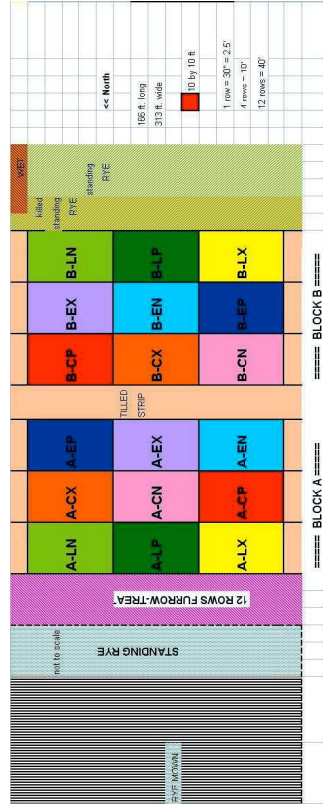 WET
killed
standing
RYE
standing
RYE
<< North
166 ft. long
313 ft. wide
10 by 10 ft
1 row = 30" = 2.5'
4 rows = 10'
12 rows = 40'
B-LN
B-LP
B-LX
B-EX
B-EN
B-EP
B-CP
B-CX
B-CN
===== BLOCK B =====
TILLED
STRIP
A-EP
A-EX
A-EN
A-CX
A-CN
A-CP
A-LN
A-LP
A-LX
===== BLOCK A =====
12 ROWS FURROW-TREA
not to scale
STANDING RYE
RYE MOWN